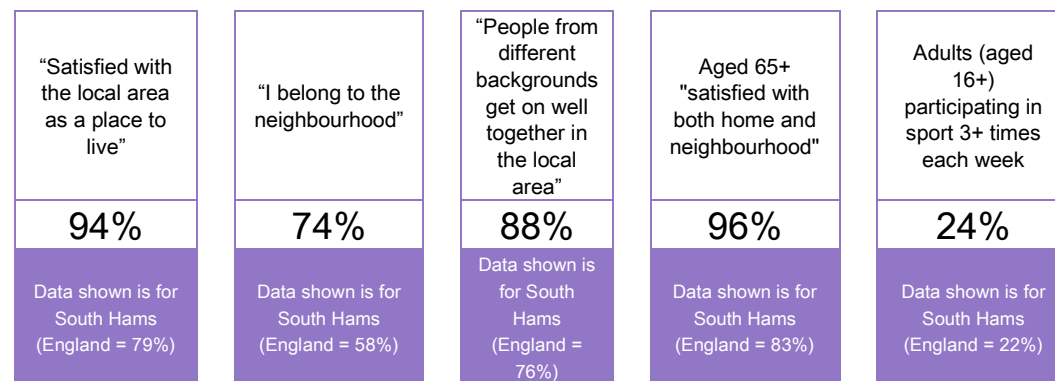 “Satisfied with
the local area
as a place to
live”
94%
Data shown is for
South Hams
(England = 79%)
“I belong to the
neighbourhood”
74%
Data shown is for
South Hams
(England = 58%)
“People from
different
backgrounds
get on well
together in
the local
area”
88%
Data shown is
for South
Hams
(England =
76%)
Aged 65+
"satisfied with
both home and
neighbourhood"
96%
Data shown is for
South Hams
(England = 83%)
Adults (aged
16+)
participating in
sport 3+ times
each week
24%
Data shown is for
South Hams
(England = 22%)